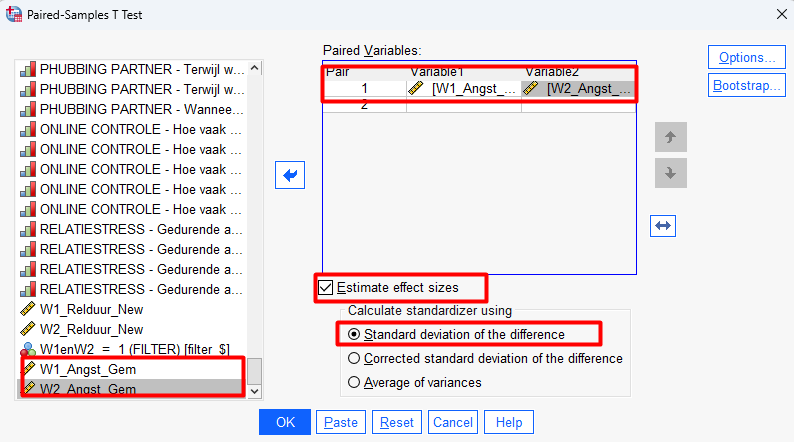 Paired-Samples T Test
PHUBBING PARTNER - Terwijl w...
PHUBBING PARTNER - Terwijl w...
PHUBBING PARTNER - Wannee...
ONLINE CONTROLE - Hoe vaak ...
ONLINE CONTROLE - Hoe vaak ...
ONLINE CONTROLE - Hoe vaak ...
ONLINE CONTROLE - Hoe vaak ...
ONLINE CONTROLE - Hoe vaak ...
RELATIESTRESS - Gedurende a...
RELATIESTRESS - Gedurende a...
RELATIESTRESS - Gedurende a...
RELATIESTRESS - Gedurende a...
W1_Relduur_New
W2_Relduur_New
W1enW2 = 1 (FILTER) [filter_$]
W1_Angst_Gem
W2_Angst_Gem
Paired Variables:
Pair Variable1 Variable2
1 [W1_Angst_... [W2_Angst_...
2
Estimate effect sizes
Calculate standardizer using
Standard deviation of the difference
Corrected standard deviation of the difference
Average of variances
Options...
Bootstrap...
OK Paste Reset Cancel Help